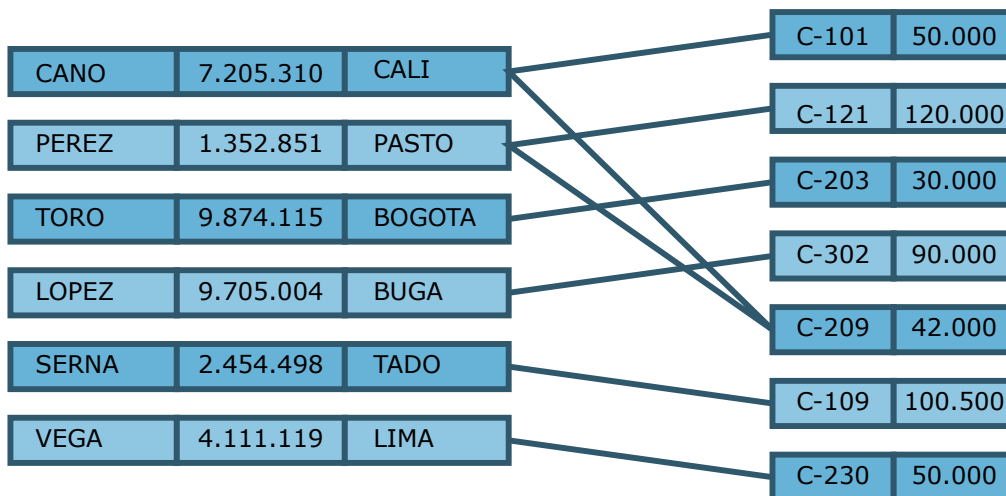 CANO 7.205.310 CALI
PEREZ 1.352.851 PASTO
TORO 9.874.115 BOGOTA
LOPEZ 9.705.004 BUGA
SERNA 2.454.498 TADO
VEGA 4.111.119 LIMA
C-101 50.000
C-121 120.000
C-203 30.000
C-302 90.000
C-209 42.000
C-109 100.500
C-230 50.000